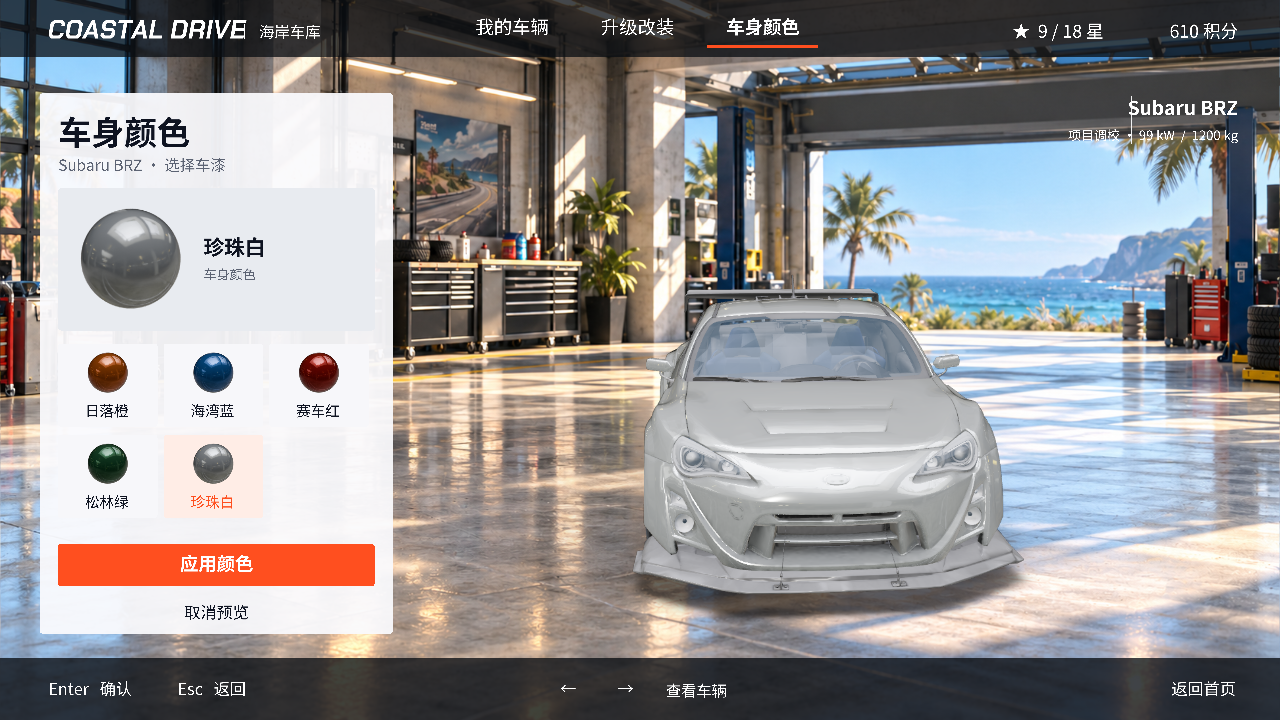 COASTAL DRIVE 海岸车库
我的车辆 升级改装 车身颜色
★ 9 / 18 星 610 积分
Subaru BRZ
项目调校 · 99 kW / 1200 kg
车身颜色
Subaru BRZ · 选择车漆
珍珠白
车身颜色
日落橙 海湾蓝 赛车红
松林绿 珍珠白
应用颜色
取消预览
Enter 确认 Esc 返回 ← → 查看车辆 返回首页